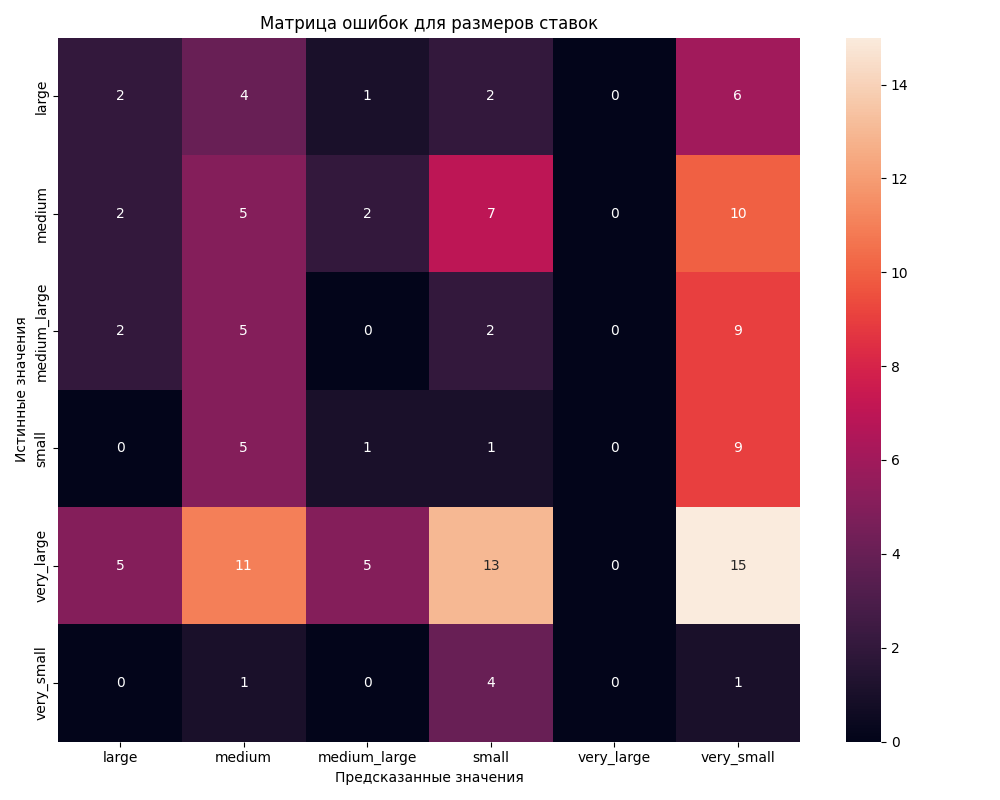 Матрица ошибок для размеров ставок
Истинные значения
large 2 4 1 2 0 6
medium 2 5 2 7 0 10
medium_large 2 5 0 2 0 9
small 0 5 1 1 0 9
very_large 5 11 5 13 0 15
very_small 0 1 0 4 0 1
large medium medium_large small very_large very_small
Предсказанные значения
14
12
10
8
6
4
2
0